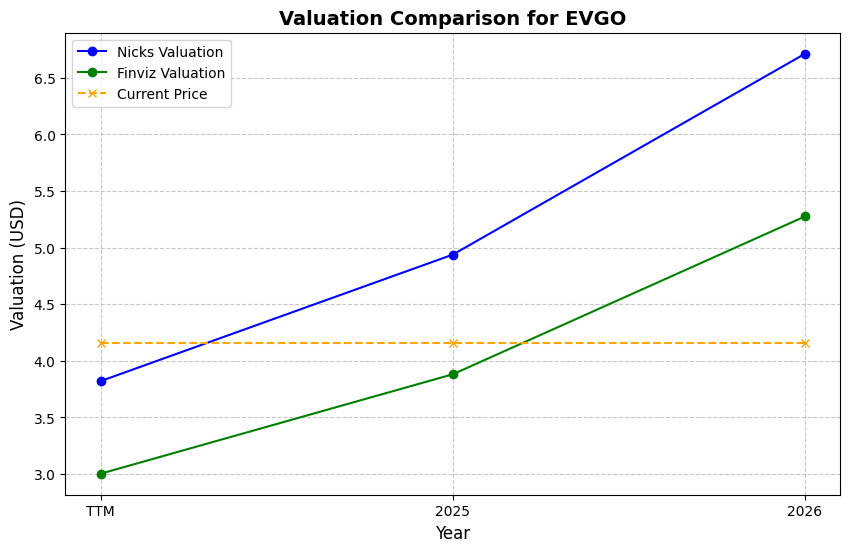 Valuation Comparison for EVGO
Nicks Valuation
Finviz Valuation
Current Price
Valuation (USD)
6.5
6.0
5.5
5.0
4.5
4.0
3.5
3.0
TTM
2025
2026
Year